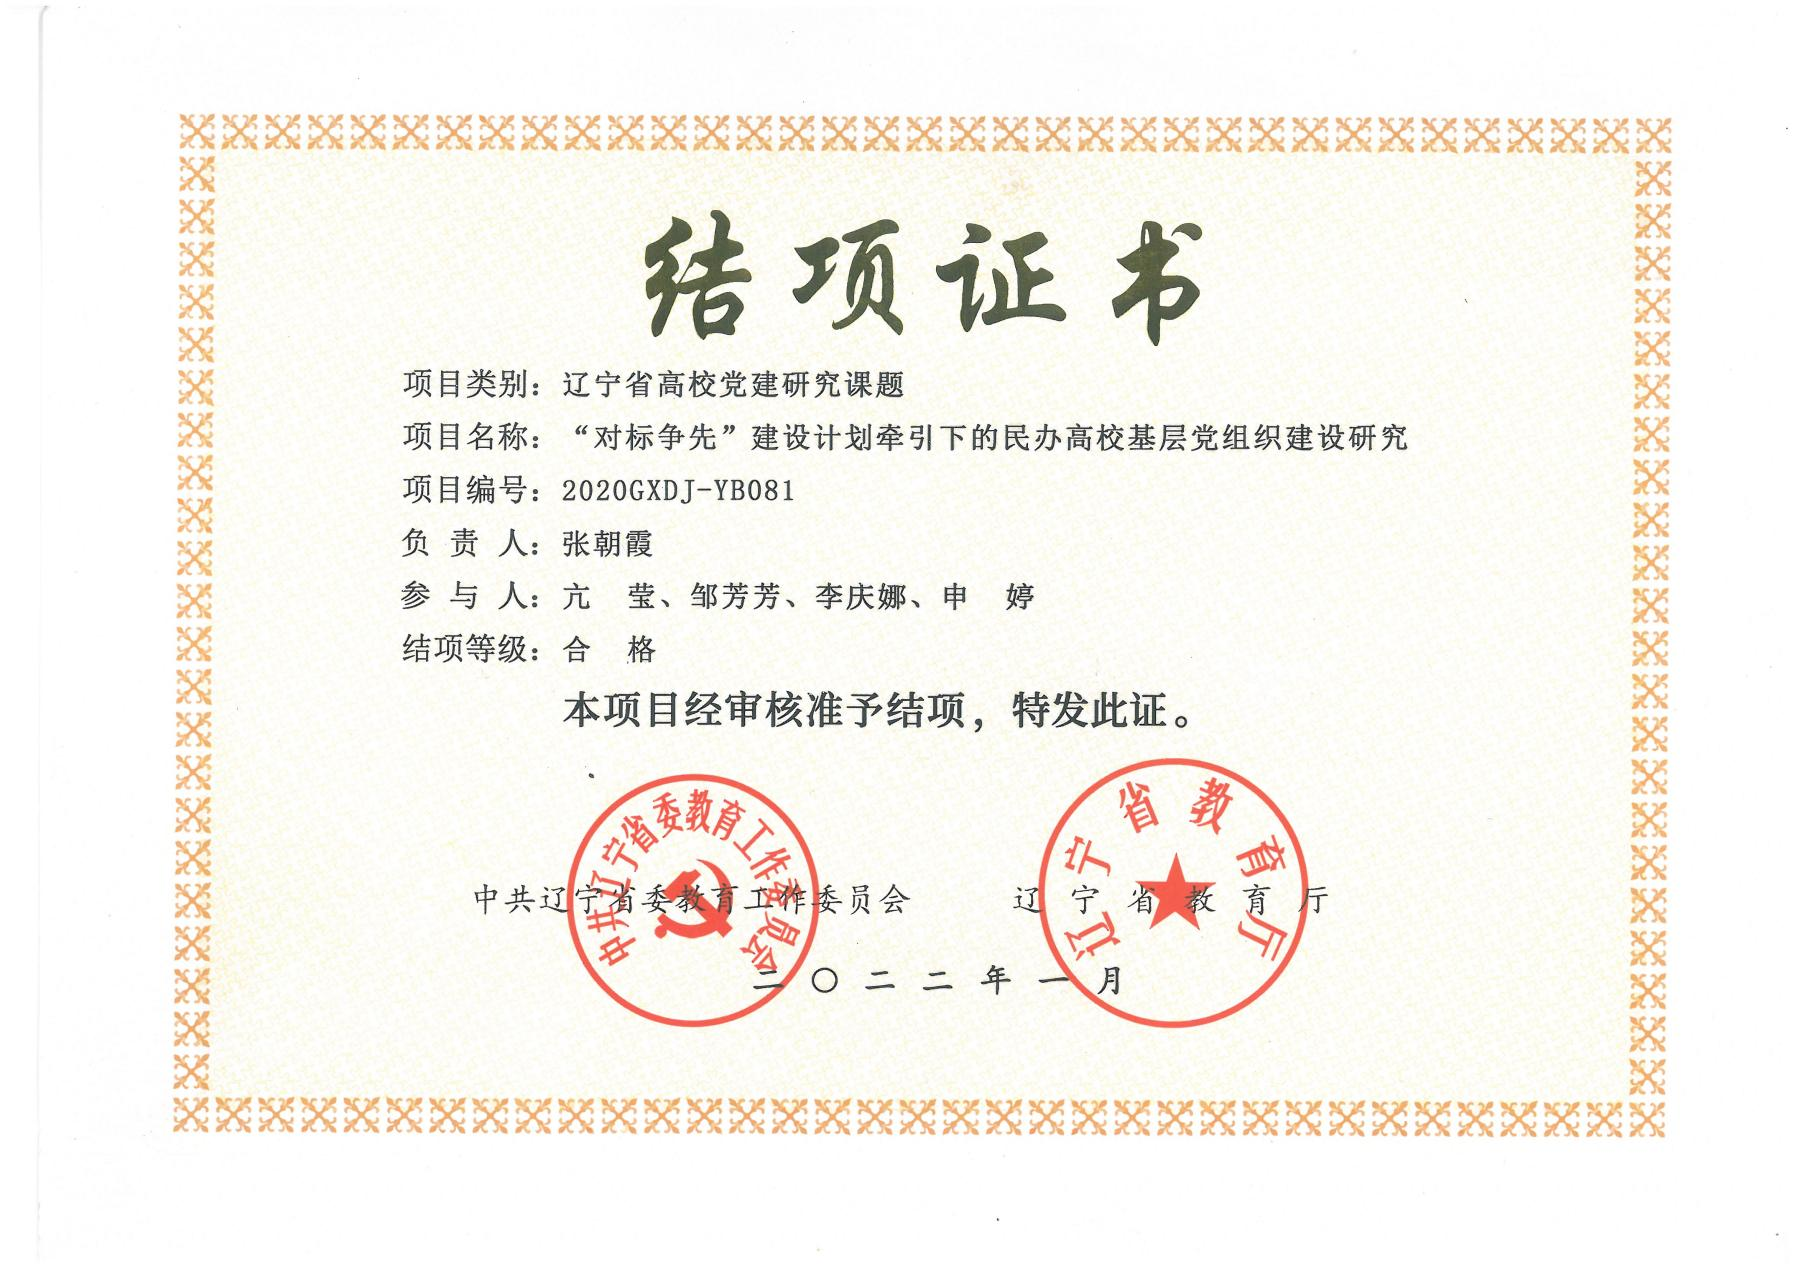 结项证书
项目类别：辽宁省高校党建研究课题
项目名称：“对标争先”建设计划牵引下的民办高校基层党组织建设研究
项目编号：2020GXDJ-YB081
负 责 人：张朝霞
参 与 人：亢　莹、邹芳芳、李庆娜、申　婷
结项等级：合　格
本项目经审核准予结项，特发此证。
中共辽宁省委教育工作委员会
辽宁省教育厅
中共辽宁省委教育工作委员会　　辽 宁 省 教 育 厅
二〇二二年一月